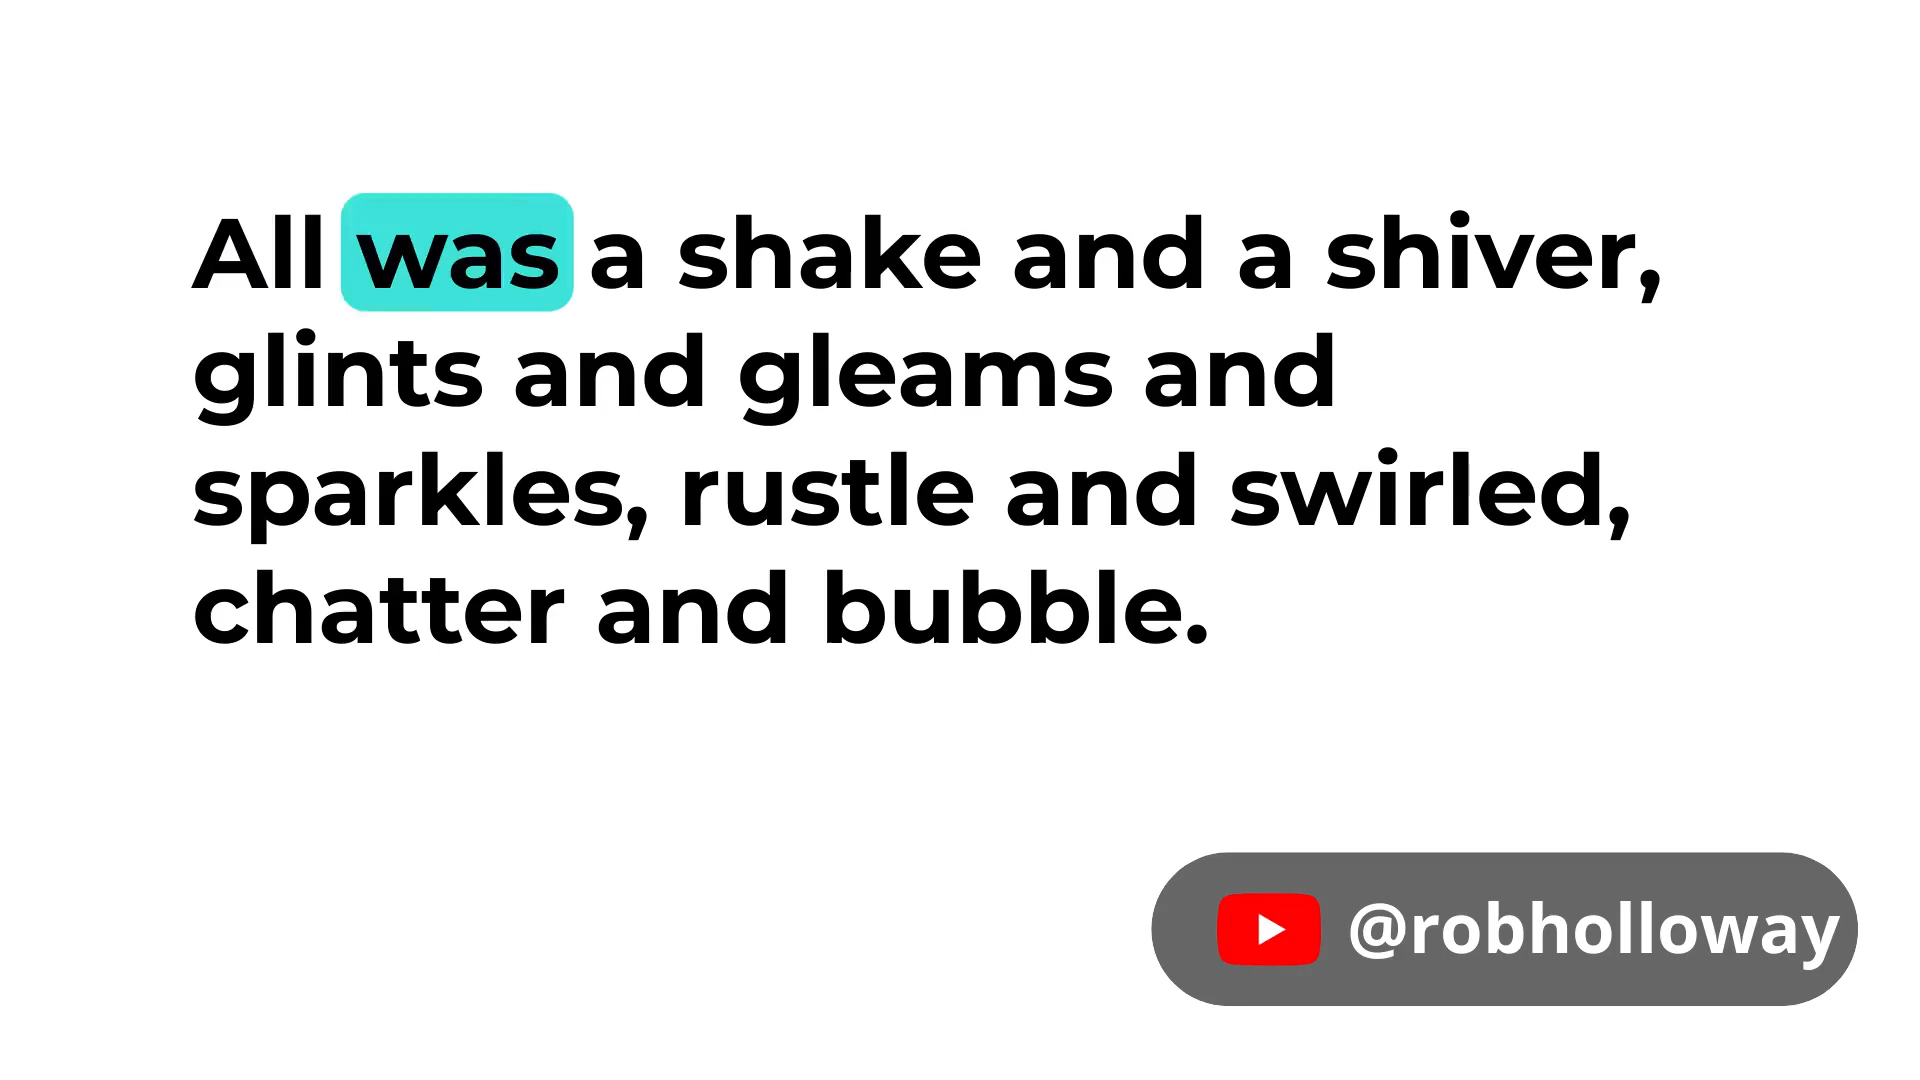 All was a shake and a shiver,
glints and gleams and
sparkles, rustle and swirled,
chatter and bubble.
@robholloway